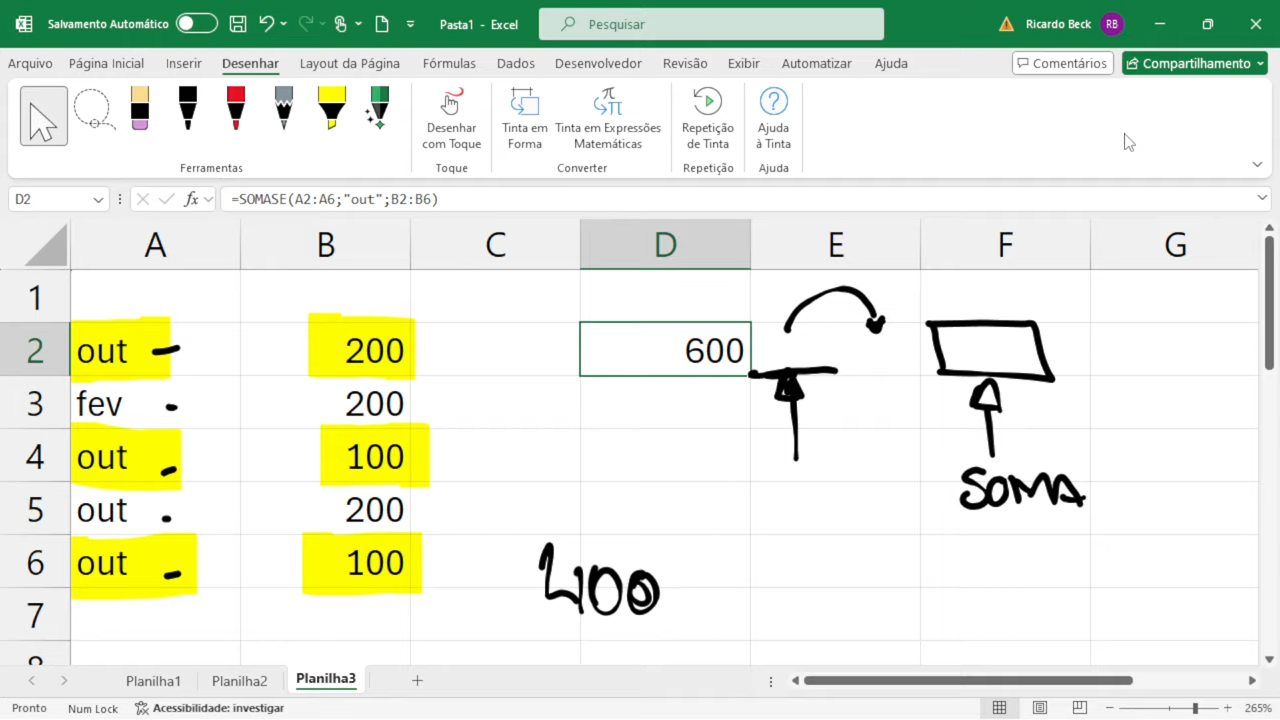 Salvamento Automático
Pasta1 - Excel
Pesquisar
Ricardo Beck RB
Arquivo Página Inicial Inserir Desenhar Layout da Página Fórmulas Dados Desenvolvedor Revisão Exibir Automatizar Ajuda Comentários Compartilhamento
Desenhar com Toque
Tinta em Forma
Tinta em Expressões Matemáticas
Repetição de Tinta
Ajuda à Tinta
Ferramentas Toque Converter Repetição Ajuda
D2 fx =SOMASE(A2:A6;"out";B2:B6)
A B C D E F G
1
2 out 200 600
3 fev 200
4 out 100
SOMA
5 out 200
6 out 100
400
7
8
Planilha1 Planilha2 Planilha3
Pronto Num Lock Acessibilidade: investigar 265%